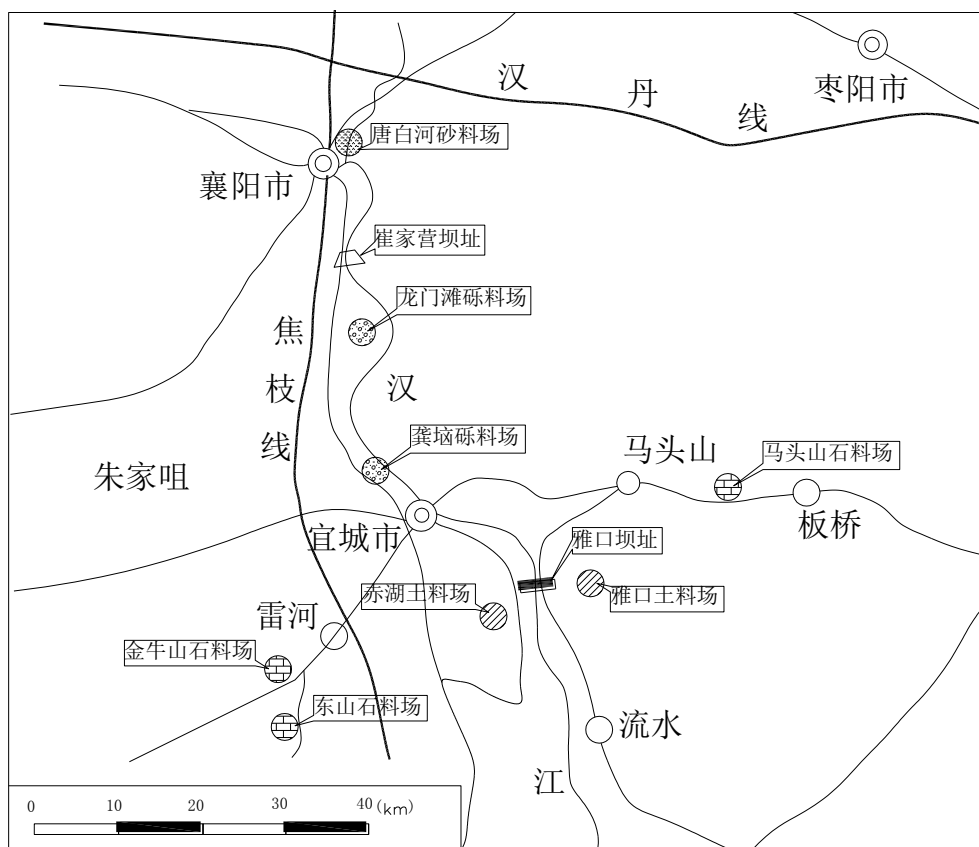 汉丹线
枣阳市
唐白河砂料场
襄阳市
崔家营坝址
龙门滩砾料场
焦枝线
汉江
龚垴砾料场
马头山
马头山石料场
朱家咀
板桥
宜城市
雅口坝址
赤湖土料场
雅口土料场
雷河
金牛山石料场
东山石料场
流水
0 10 20 30 40(km)